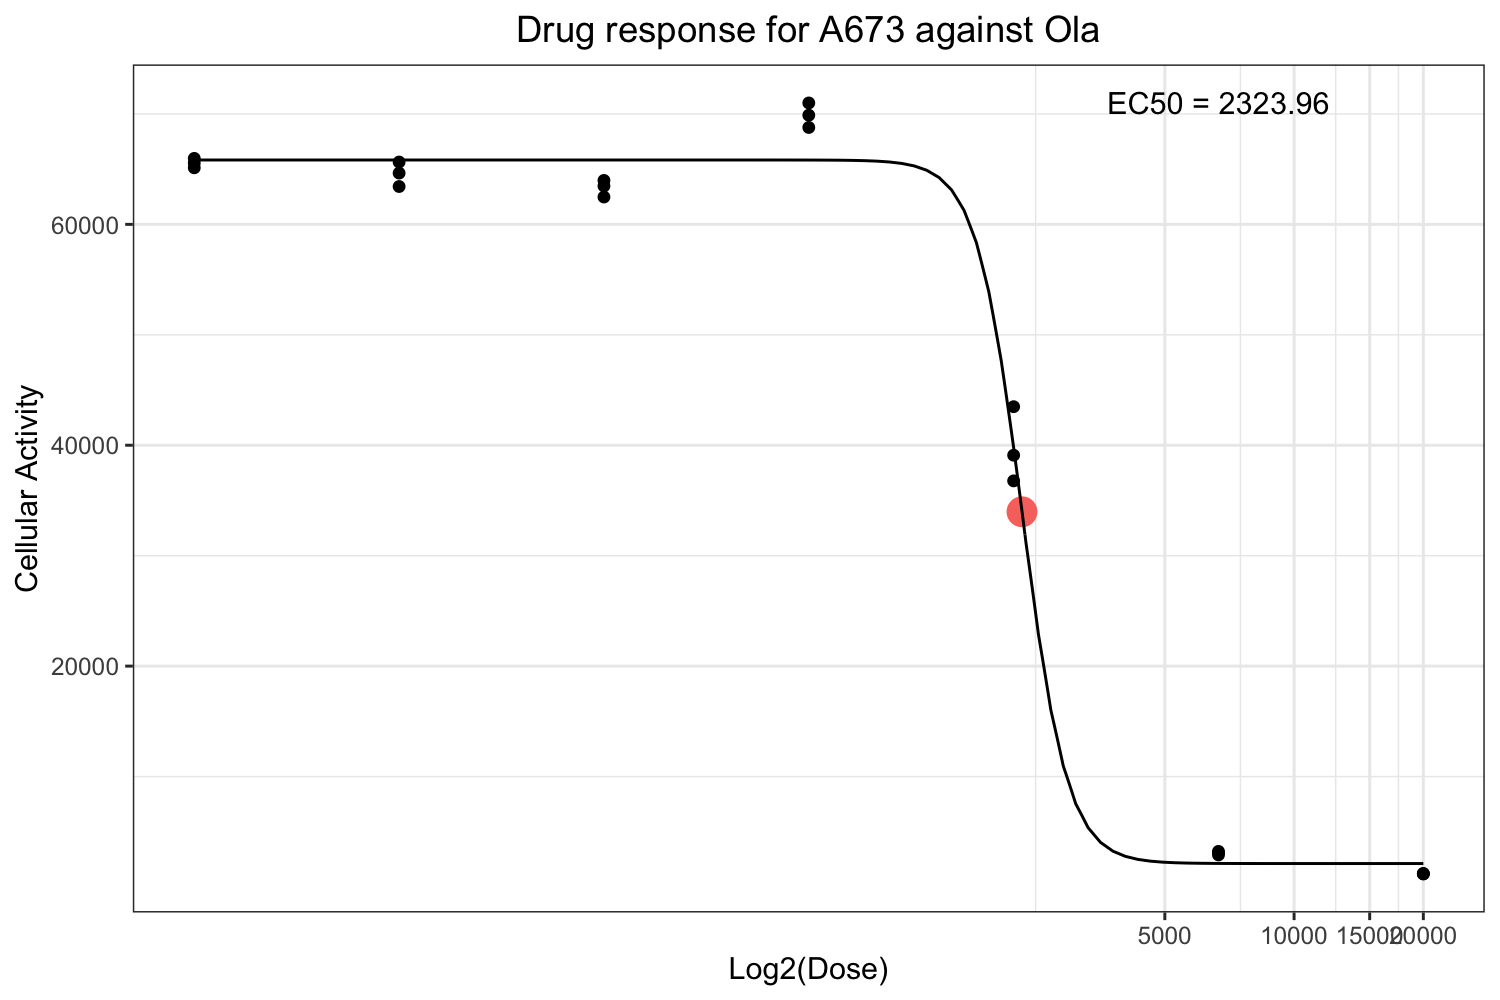 Drug response for A673 against Ola
EC50 = 2323.96
60000
40000
20000
Cellular Activity
5000 10000 15000 20000
Log2(Dose)